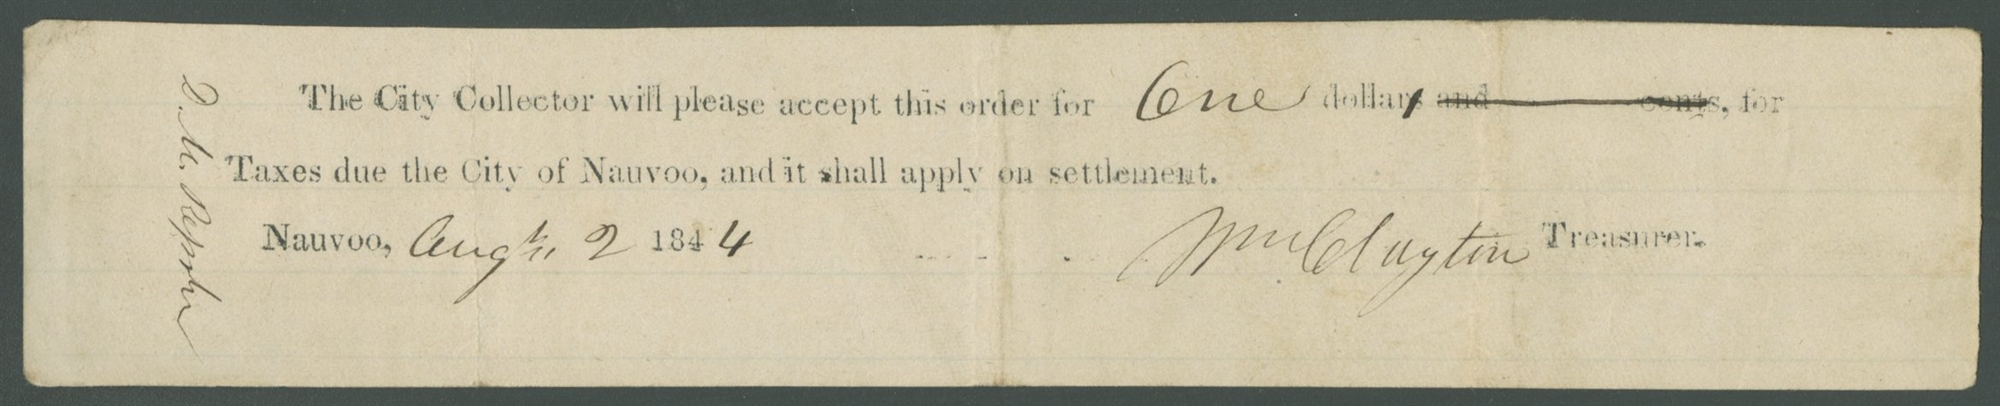 The City Collector will please accept this order for One dollars and cents, for
Taxes due the City of Nauvoo, and it shall apply on settlement.
Nauvoo, Augt. 2 1844 Wm Clayton Treasurer.
D. M. Repsher